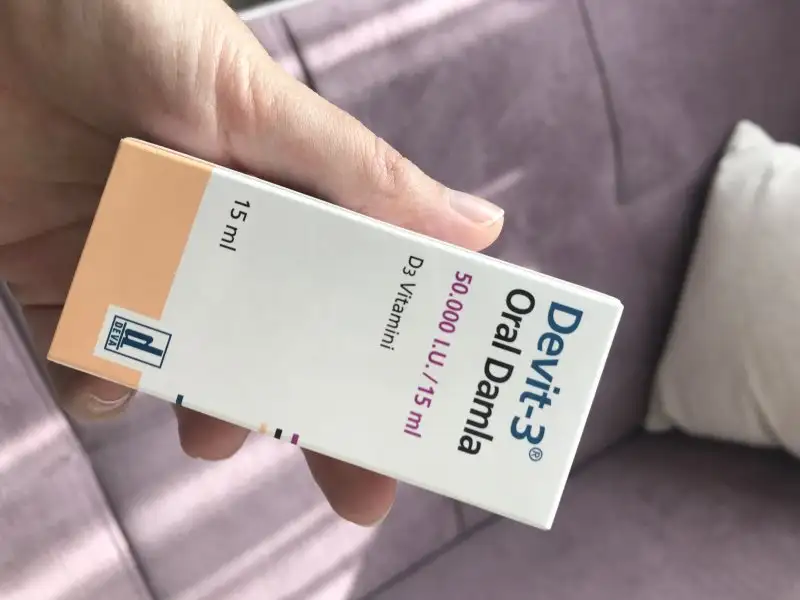 Devit-3®
Oral Damla
50.000 I.U./15 ml
D3 Vitamini
15 ml
d
DEVA